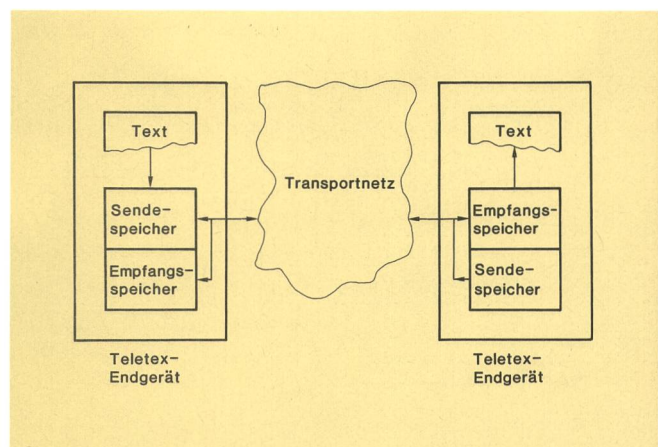 Text
Sende-
speicher
Empfangs-
speicher
Teletex-
Endgerät
Transportnetz
Text
Empfangs-
speicher
Sende-
speicher
Teletex-
Endgerät